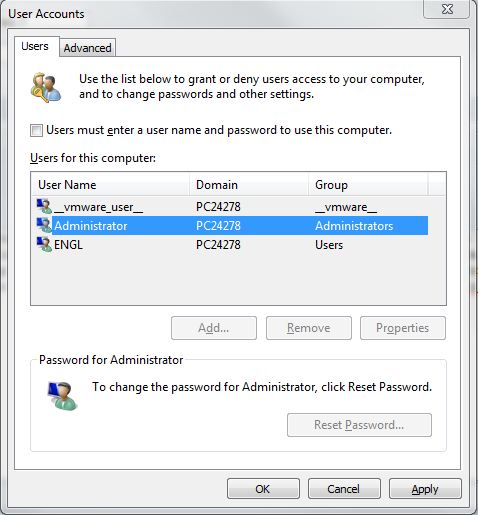 User Accounts
Users
Advanced
Use the list below to grant or deny users access to your computer,
and to change passwords and other settings.
Users must enter a user name and password to use this computer.
Users for this computer:
User Name Domain Group
__vmware_user__ PC24278 __vmware__
Administrator PC24278 Administrators
ENGL PC24278 Users
Add... Remove Properties
Password for Administrator
To change the password for Administrator, click Reset Password.
Reset Password...
OK Cancel Apply